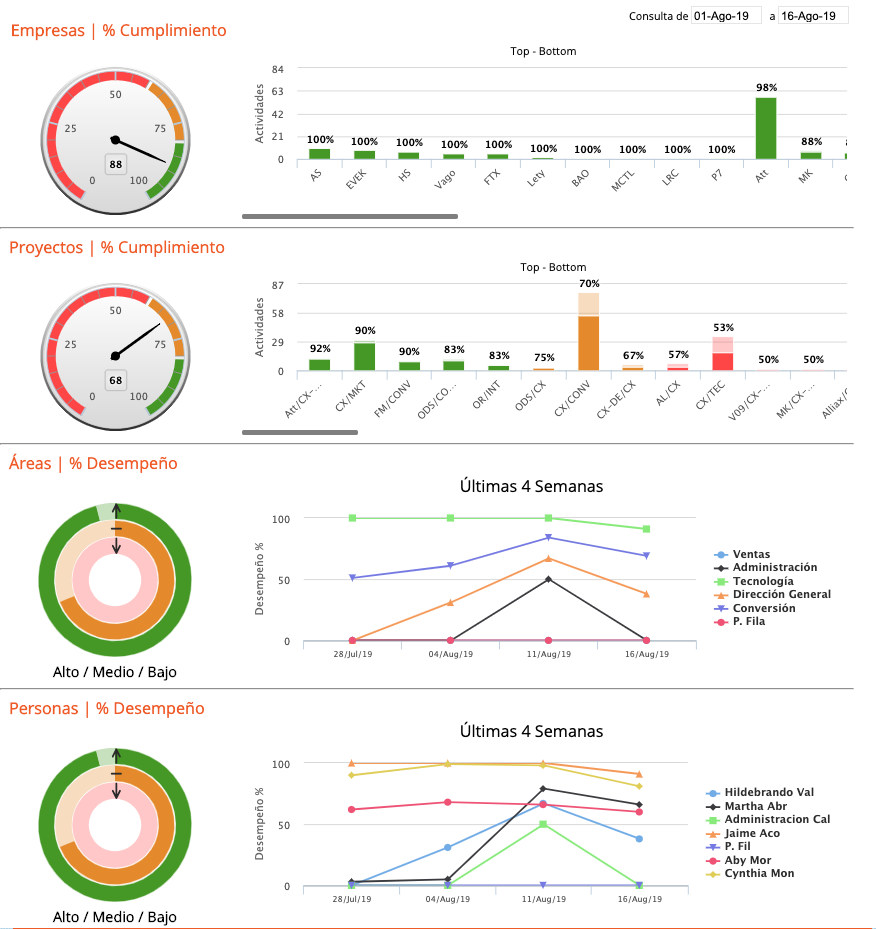 Consulta de 01-Ago-19 a 16-Ago-19
Empresas | % Cumplimiento
Top - Bottom
Actividades
84
63
42
21
0
100% 100% 100% 100% 100% 100% 100% 100% 100% 100% 98% 88%
AS EVEK HS Vago FTX Lety BAO MCTL LRC P7 Att MK
0 25 50 75 100
88
Proyectos | % Cumplimiento
Top - Bottom
Actividades
87
58
29
0
92% 90% 90% 83% 83% 75% 70% 67% 57% 53% 50% 50%
Att/CX-... CX/MKT FM/CONV ODS/CO... OR/INT ODS/CX CX/CONV CX-DE/CX AL/CX CX/TEC V09/CX-... MK/CX-...
0 25 50 75 100
68
Áreas | % Desempeño
Alto / Medio / Bajo
Últimas 4 Semanas
Desempeño %
100
50
0
28/Jul/19 04/Aug/19 11/Aug/19 16/Aug/19
Ventas
Administración
Tecnología
Dirección General
Conversión
P. Fila
Personas | % Desempeño
Alto / Medio / Bajo
Últimas 4 Semanas
Desempeño %
100
50
0
28/Jul/19 04/Aug/19 11/Aug/19 16/Aug/19
Hildebrando Val
Martha Abr
Administracion Cal
Jaime Aco
P. Fil
Aby Mor
Cynthia Mon